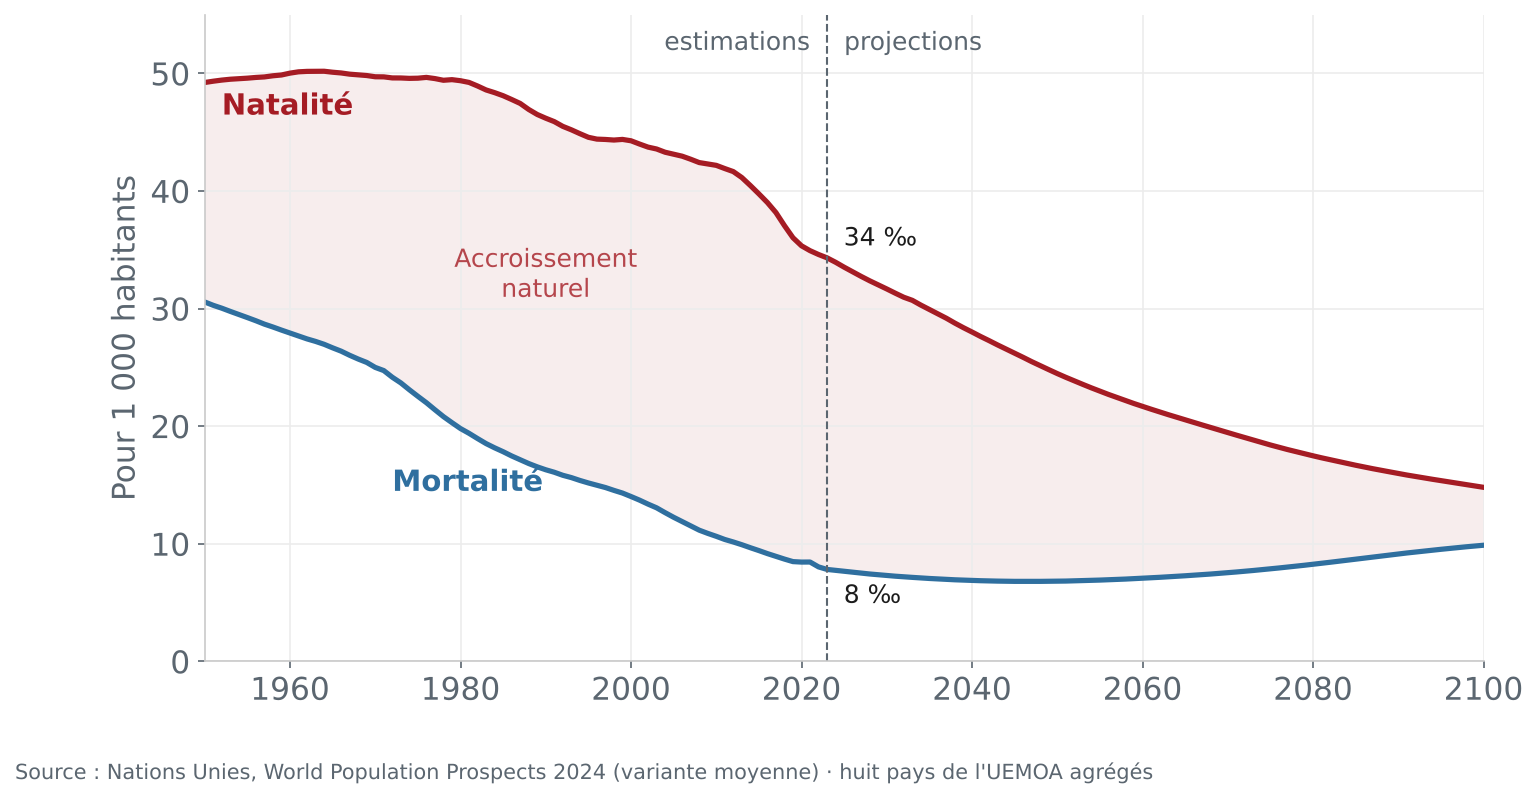 estimations
projections
50
40
30
20
10
0
Pour 1 000 habitants
Natalité
34 ‰
Accroissement
naturel
Mortalité
8 ‰
1960
1980
2000
2020
2040
2060
2080
2100
Source : Nations Unies, World Population Prospects 2024 (variante moyenne) · huit pays de l'UEMOA agrégés